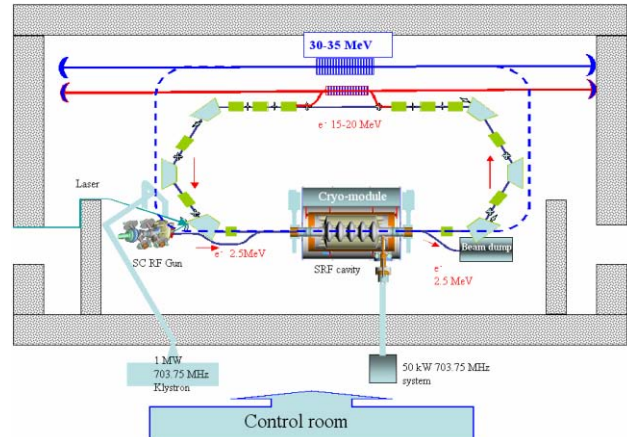 30-35 MeV
e⁻ 15-20 MeV
Laser
Cryo-module
SC RF Gun
e⁻ 2.5MeV
SRF cavity
Beam dump
e⁻
2.5 MeV
1 MW
703.75 MHz
Klystron
50 kW 703.75 MHz
system
Control room